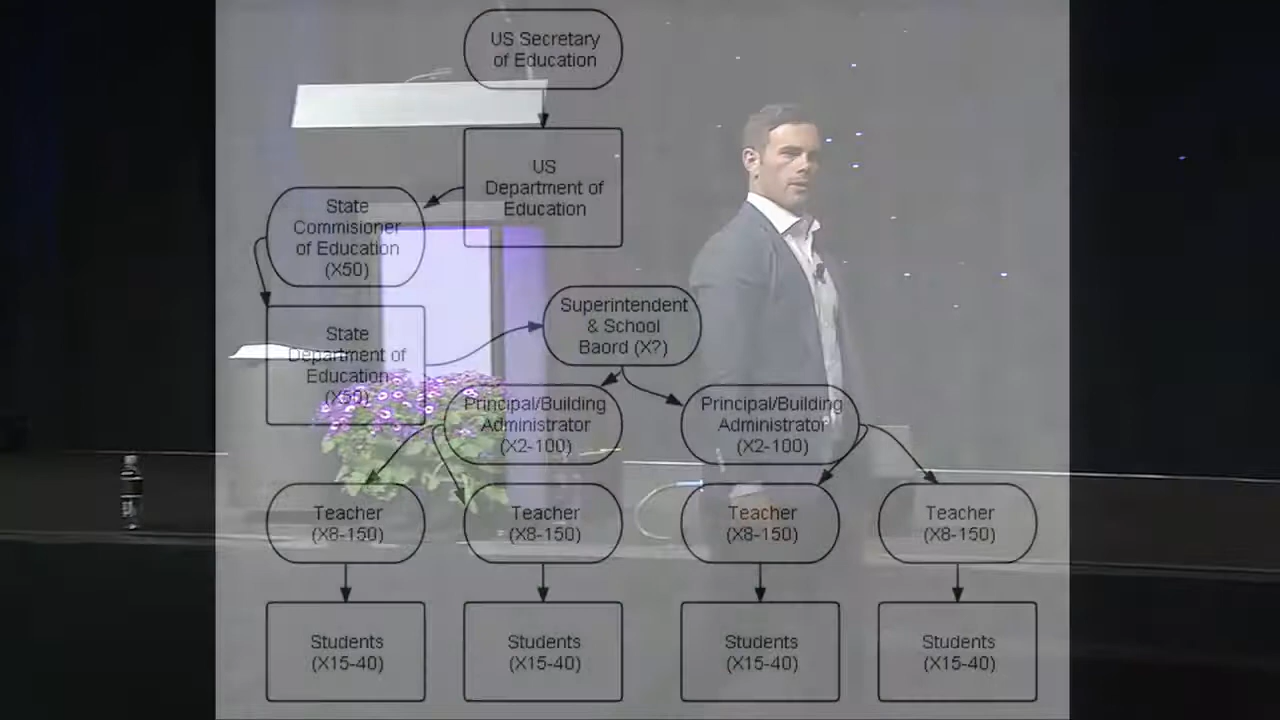 US Secretary
of Education
US
Department of
Education
State
Commisioner
of Education
(X50)
State
Department of
Education
(X50)
Superintendent
& School
Baord (X?)
Principal/Building
Administrator
(X2-100)
Principal/Building
Administrator
(X2-100)
Teacher
(X8-150)
Teacher
(X8-150)
Teacher
(X8-150)
Teacher
(X8-150)
Students
(X15-40)
Students
(X15-40)
Students
(X15-40)
Students
(X15-40)